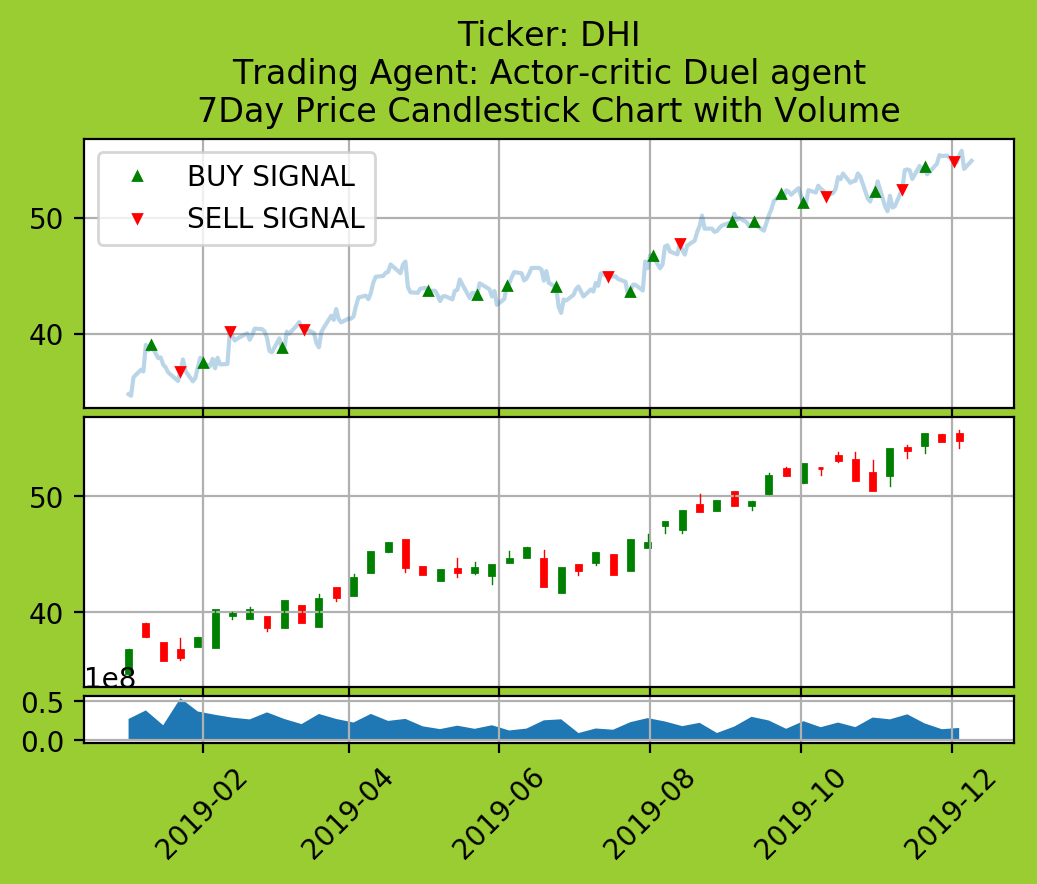 Ticker: DHI
Trading Agent: Actor-critic Duel agent
7Day Price Candlestick Chart with Volume
BUY SIGNAL
SELL SIGNAL
50
40
50
40
1e8
0.5
0.0
2019-02
2019-04
2019-06
2019-08
2019-10
2019-12